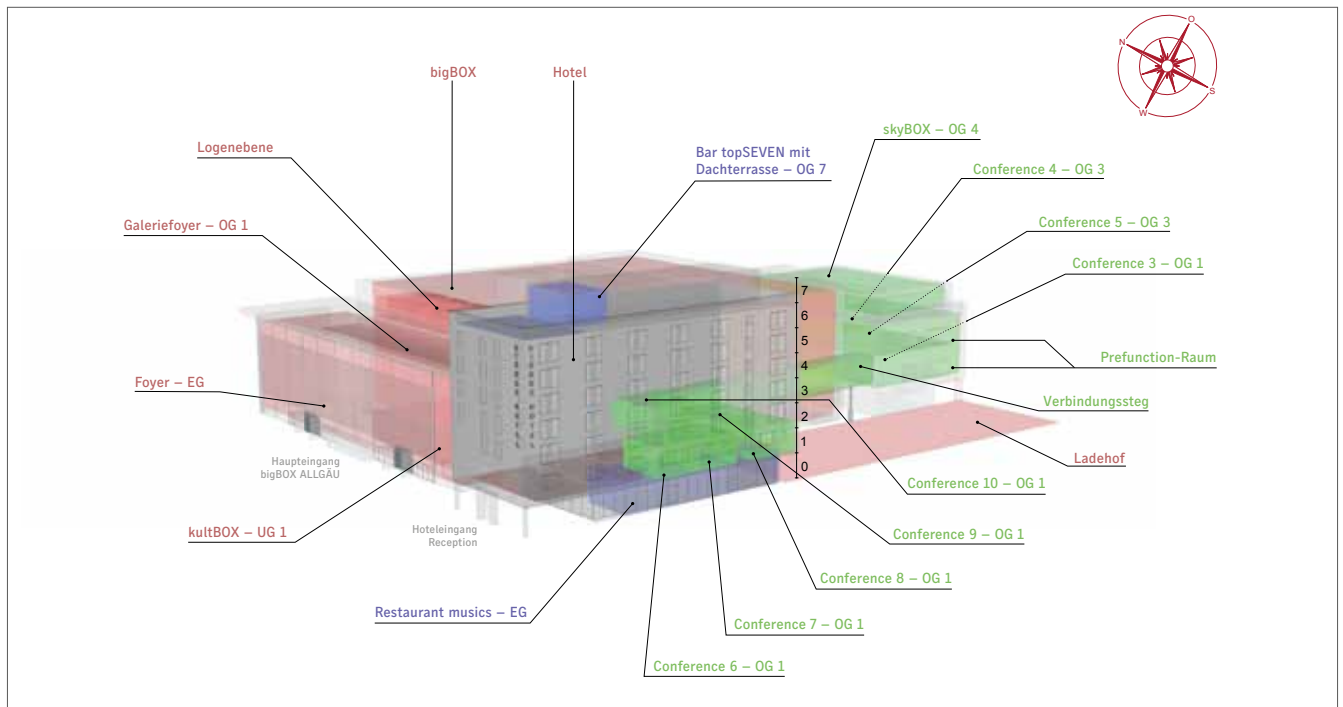 O
N
S
W
bigBOX
Hotel
skyBOX – OG 4
Logenebene
Bar topSEVEN mit
Dachterrasse – OG 7
Conference 4 – OG 3
Galeriefoyer – OG 1
Conference 5 – OG 3
Conference 3 – OG 1
7
6
5
4
3
2
1
0
Prefunction-Raum
Foyer – EG
Verbindungssteg
Haupteingang
bigBOX ALLGÄU
Ladehof
Conference 10 – OG 1
Hoteleingang
Reception
kultBOX – UG 1
Conference 9 – OG 1
Conference 8 – OG 1
Restaurant musics – EG
Conference 7 – OG 1
Conference 6 – OG 1